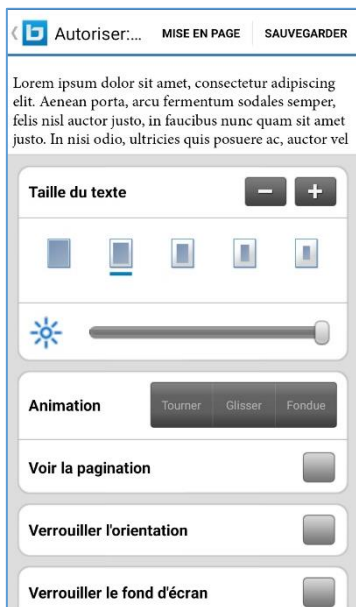 Autoriser:... MISE EN PAGE SAUVEGARDER
Lorem ipsum dolor sit amet, consectetur adipiscing
elit. Aenean porta, arcu fermentum sodales semper,
felis nisl auctor justo, in faucibus nunc quam sit amet
justo. In nisi odio, ultricies quis posuere ac, auctor vel
Taille du texte − +
Animation Tourner Glisser Fondue
Voir la pagination
Verrouiller l'orientation
Verrouiller le fond d'écran